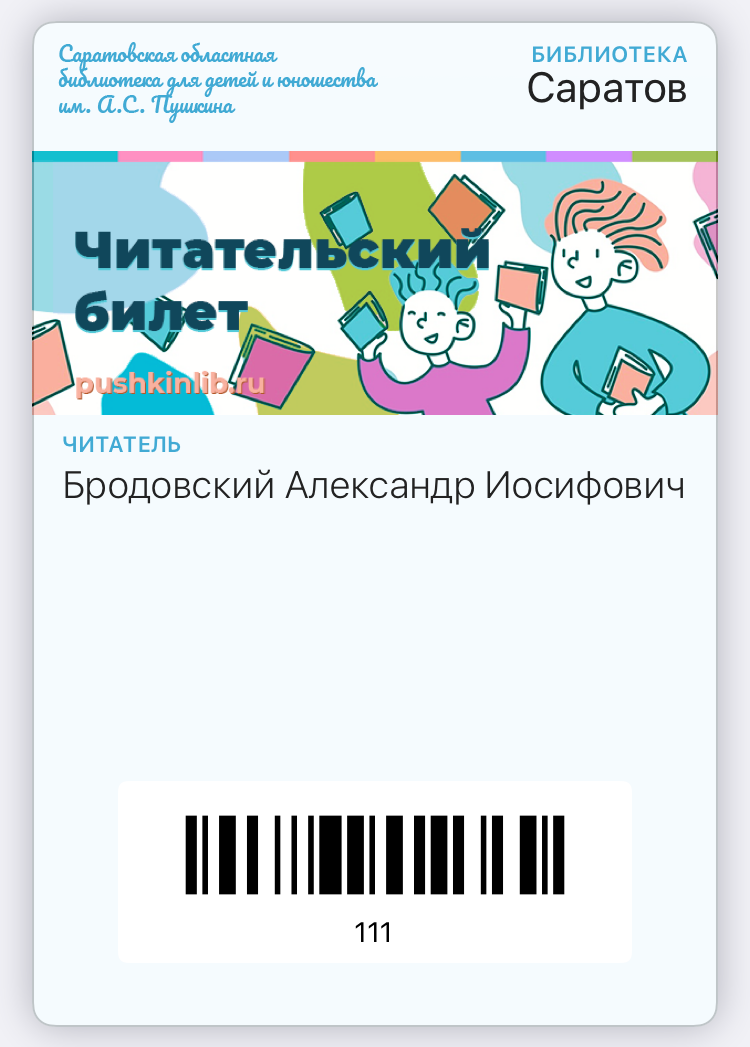 Саратовская областная
библиотека для детей и юношества
им. А.С. Пушкина
БИБЛИОТЕКА
Саратов
Читательский
билет
pushkinlib.ru
ЧИТАТЕЛЬ
Бродовский Александр Иосифович
111